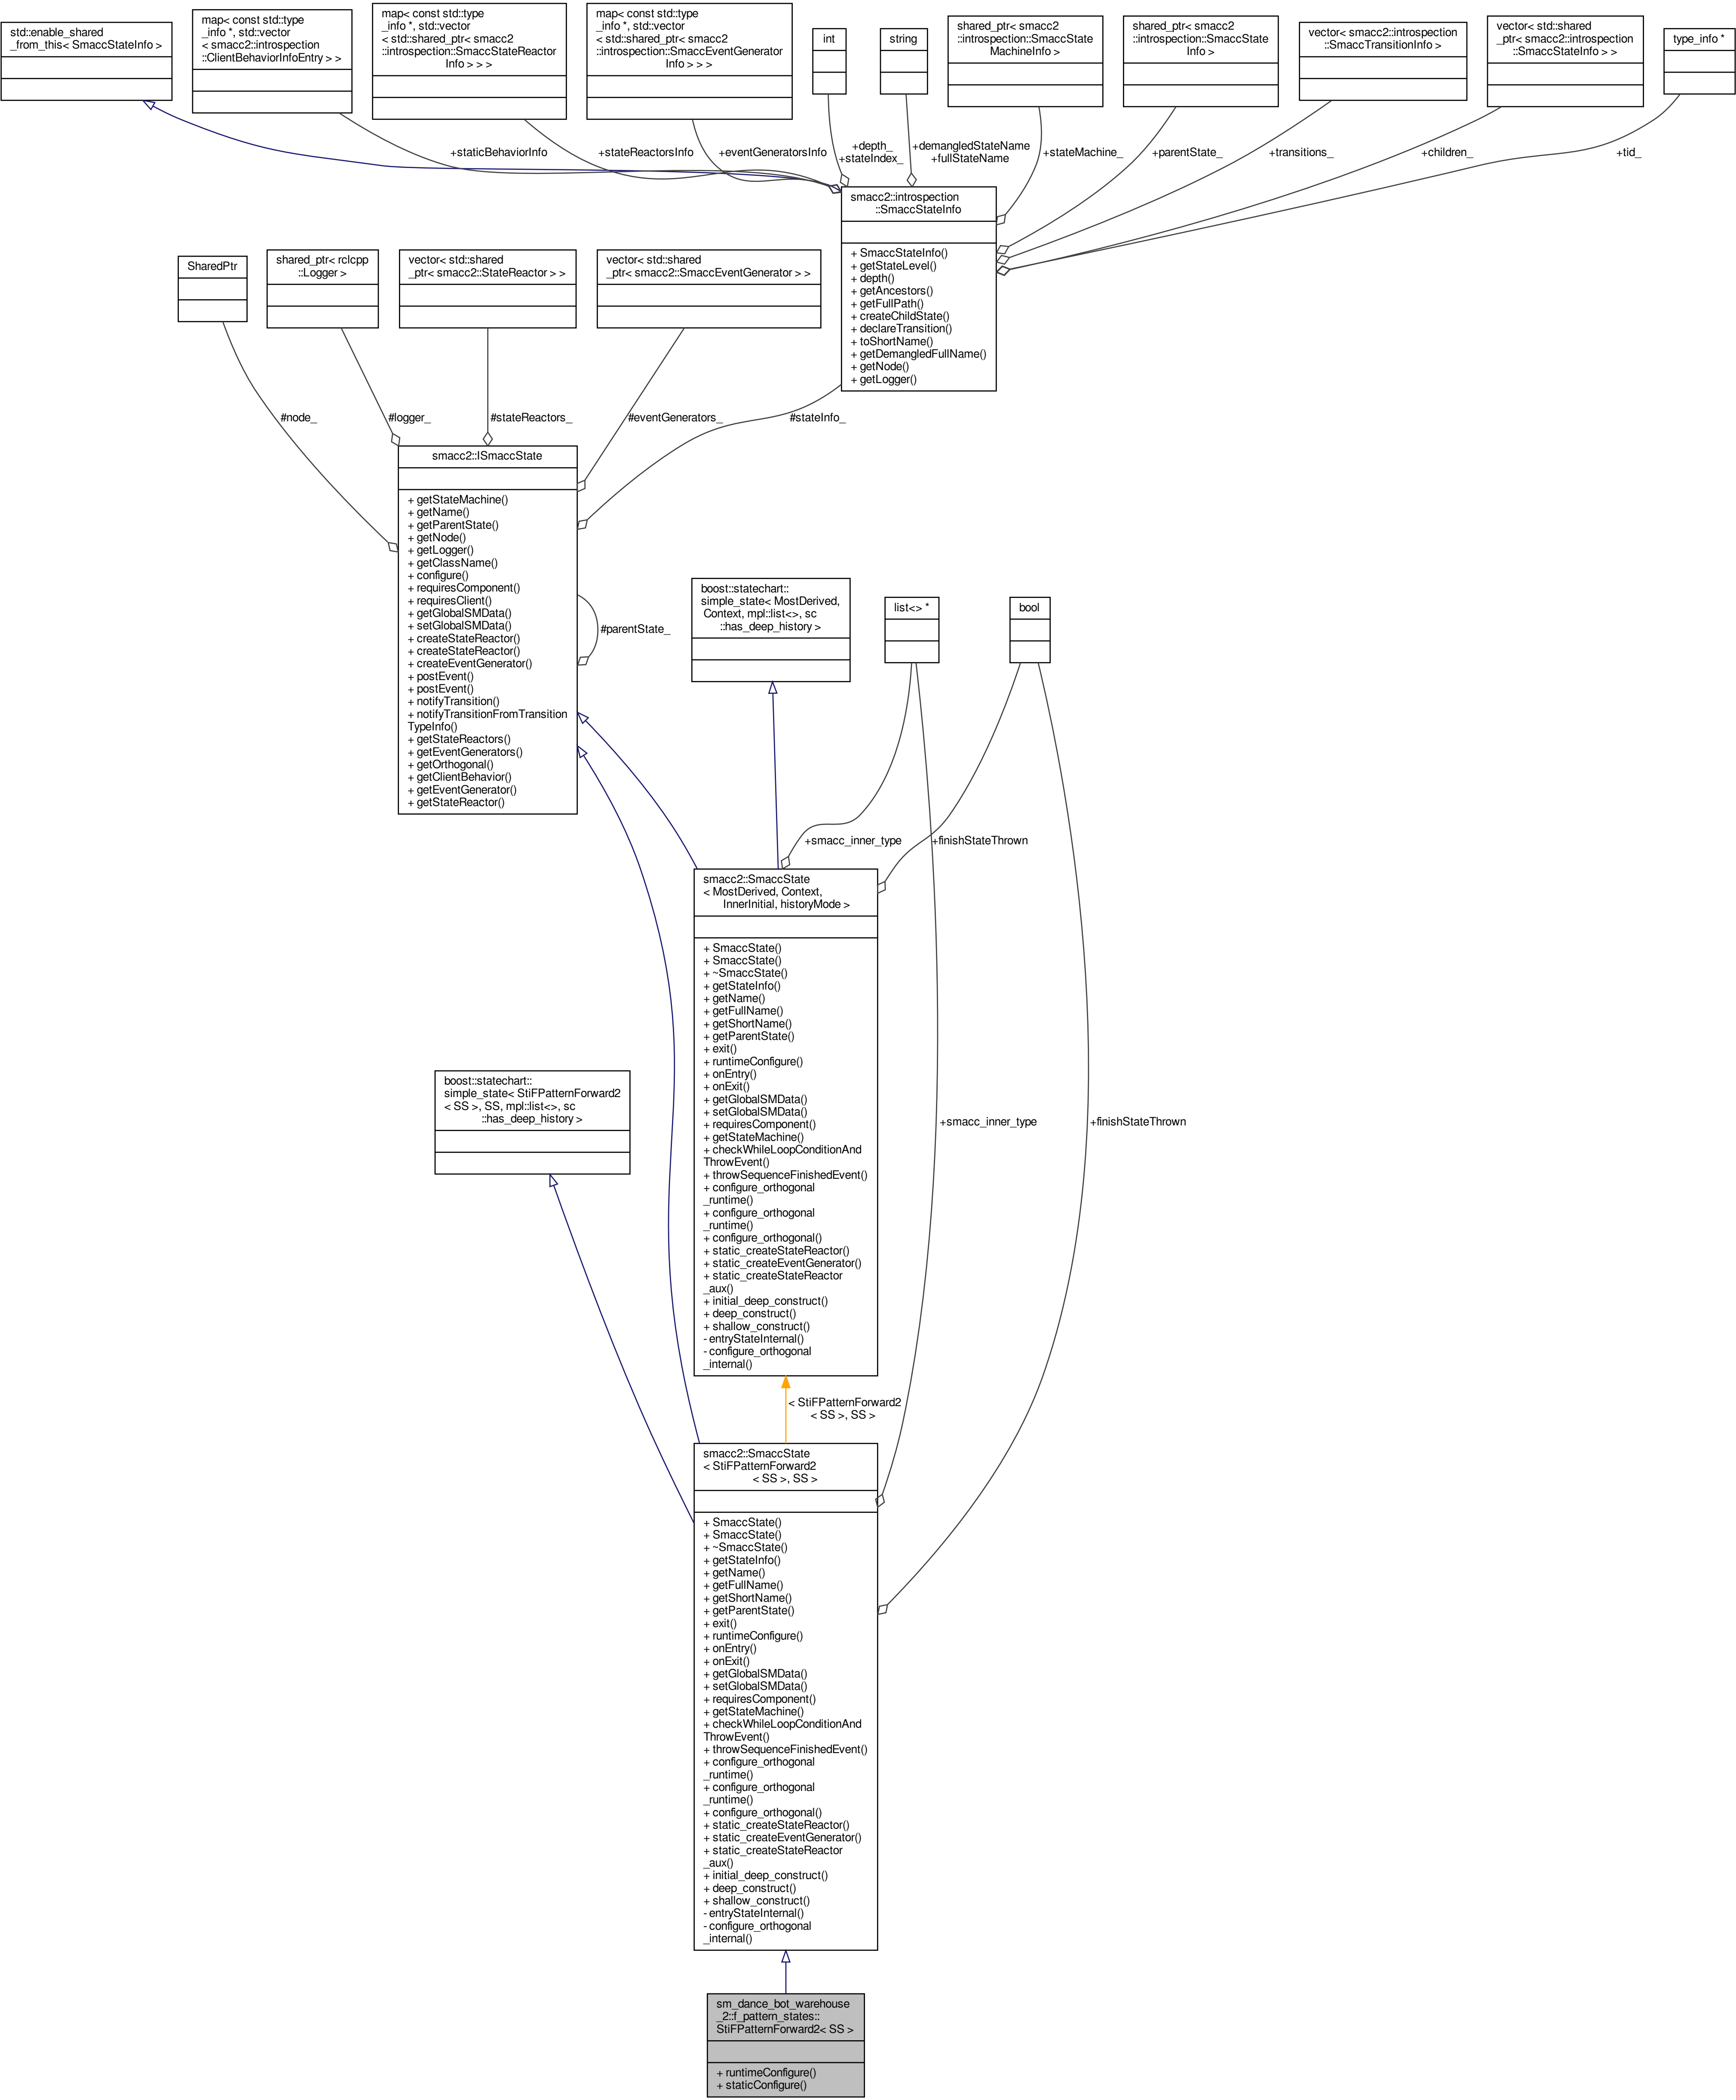 std::enable_shared
_from_this< SmaccStateInfo >
map< const std::type
_info *, std::vector
< smacc2::introspection
::ClientBehaviorInfoEntry > >
map< const std::type
_info *, std::vector
< std::shared_ptr< smacc2
::introspection::SmaccStateReactor
Info > > >
map< const std::type
_info *, std::vector
< std::shared_ptr< smacc2
::introspection::SmaccEventGenerator
Info > > >
int
string
shared_ptr< smacc2
::introspection::SmaccState
MachineInfo >
shared_ptr< smacc2
::introspection::SmaccState
Info >
vector< smacc2::introspection
::SmaccTransitionInfo >
vector< std::shared
_ptr< smacc2::introspection
::SmaccStateInfo > >
type_info *
+staticBehaviorInfo
+stateReactorsInfo
+eventGeneratorsInfo
+depth_
+stateIndex_
+demangledStateName
+fullStateName
+stateMachine_
+parentState_
+transitions_
+children_
+tid_
smacc2::introspection
::SmaccStateInfo
+ SmaccStateInfo()
+ getStateLevel()
+ depth()
+ getAncestors()
+ getFullPath()
+ createChildState()
+ declareTransition()
+ toShortName()
+ getDemangledFullName()
+ getNode()
+ getLogger()
SharedPtr
shared_ptr< rclcpp
::Logger >
vector< std::shared
_ptr< smacc2::StateReactor > >
vector< std::shared
_ptr< smacc2::SmaccEventGenerator > >
#node_
#logger_
#stateReactors_
#eventGenerators_
#stateInfo_
smacc2::ISmaccState
+ getStateMachine()
+ getName()
+ getParentState()
+ getNode()
+ getLogger()
+ getClassName()
+ configure()
+ requiresComponent()
+ requiresClient()
+ getGlobalSMData()
+ setGlobalSMData()
+ createStateReactor()
+ createStateReactor()
+ createEventGenerator()
+ postEvent()
+ postEvent()
+ notifyTransition()
+ notifyTransitionFromTransition
TypeInfo()
+ getStateReactors()
+ getEventGenerators()
+ getOrthogonal()
+ getClientBehavior()
+ getEventGenerator()
+ getStateReactor()
#parentState_
boost::statechart::
simple_state< MostDerived,
Context, mpl::list<>, sc
::has_deep_history >
list<> *
bool
+smacc_inner_type
+finishStateThrown
smacc2::SmaccState
< MostDerived, Context,
InnerInitial, historyMode >
+ SmaccState()
+ SmaccState()
+ ~SmaccState()
+ getStateInfo()
+ getName()
+ getFullName()
+ getShortName()
+ getParentState()
+ exit()
+ runtimeConfigure()
+ onEntry()
+ onExit()
+ getGlobalSMData()
+ setGlobalSMData()
+ requiresComponent()
+ getStateMachine()
+ checkWhileLoopConditionAnd
ThrowEvent()
+ throwSequenceFinishedEvent()
+ configure_orthogonal
_runtime()
+ configure_orthogonal
_runtime()
+ configure_orthogonal()
+ static_createStateReactor()
+ static_createEventGenerator()
+ static_createStateReactor
_aux()
+ initial_deep_construct()
+ deep_construct()
+ shallow_construct()
- entryStateInternal()
- configure_orthogonal
_internal()
boost::statechart::
simple_state< StiFPatternForward2
< SS >, SS, mpl::list<>, sc
::has_deep_history >
+smacc_inner_type
+finishStateThrown
< StiFPatternForward2
< SS >, SS >
smacc2::SmaccState
< StiFPatternForward2
< SS >, SS >
+ SmaccState()
+ SmaccState()
+ ~SmaccState()
+ getStateInfo()
+ getName()
+ getFullName()
+ getShortName()
+ getParentState()
+ exit()
+ runtimeConfigure()
+ onEntry()
+ onExit()
+ getGlobalSMData()
+ setGlobalSMData()
+ requiresComponent()
+ getStateMachine()
+ checkWhileLoopConditionAnd
ThrowEvent()
+ throwSequenceFinishedEvent()
+ configure_orthogonal
_runtime()
+ configure_orthogonal
_runtime()
+ configure_orthogonal()
+ static_createStateReactor()
+ static_createEventGenerator()
+ static_createStateReactor
_aux()
+ initial_deep_construct()
+ deep_construct()
+ shallow_construct()
- entryStateInternal()
- configure_orthogonal
_internal()
sm_dance_bot_warehouse
_2::f_pattern_states::
StiFPatternForward2< SS >
+ runtimeConfigure()
+ staticConfigure()